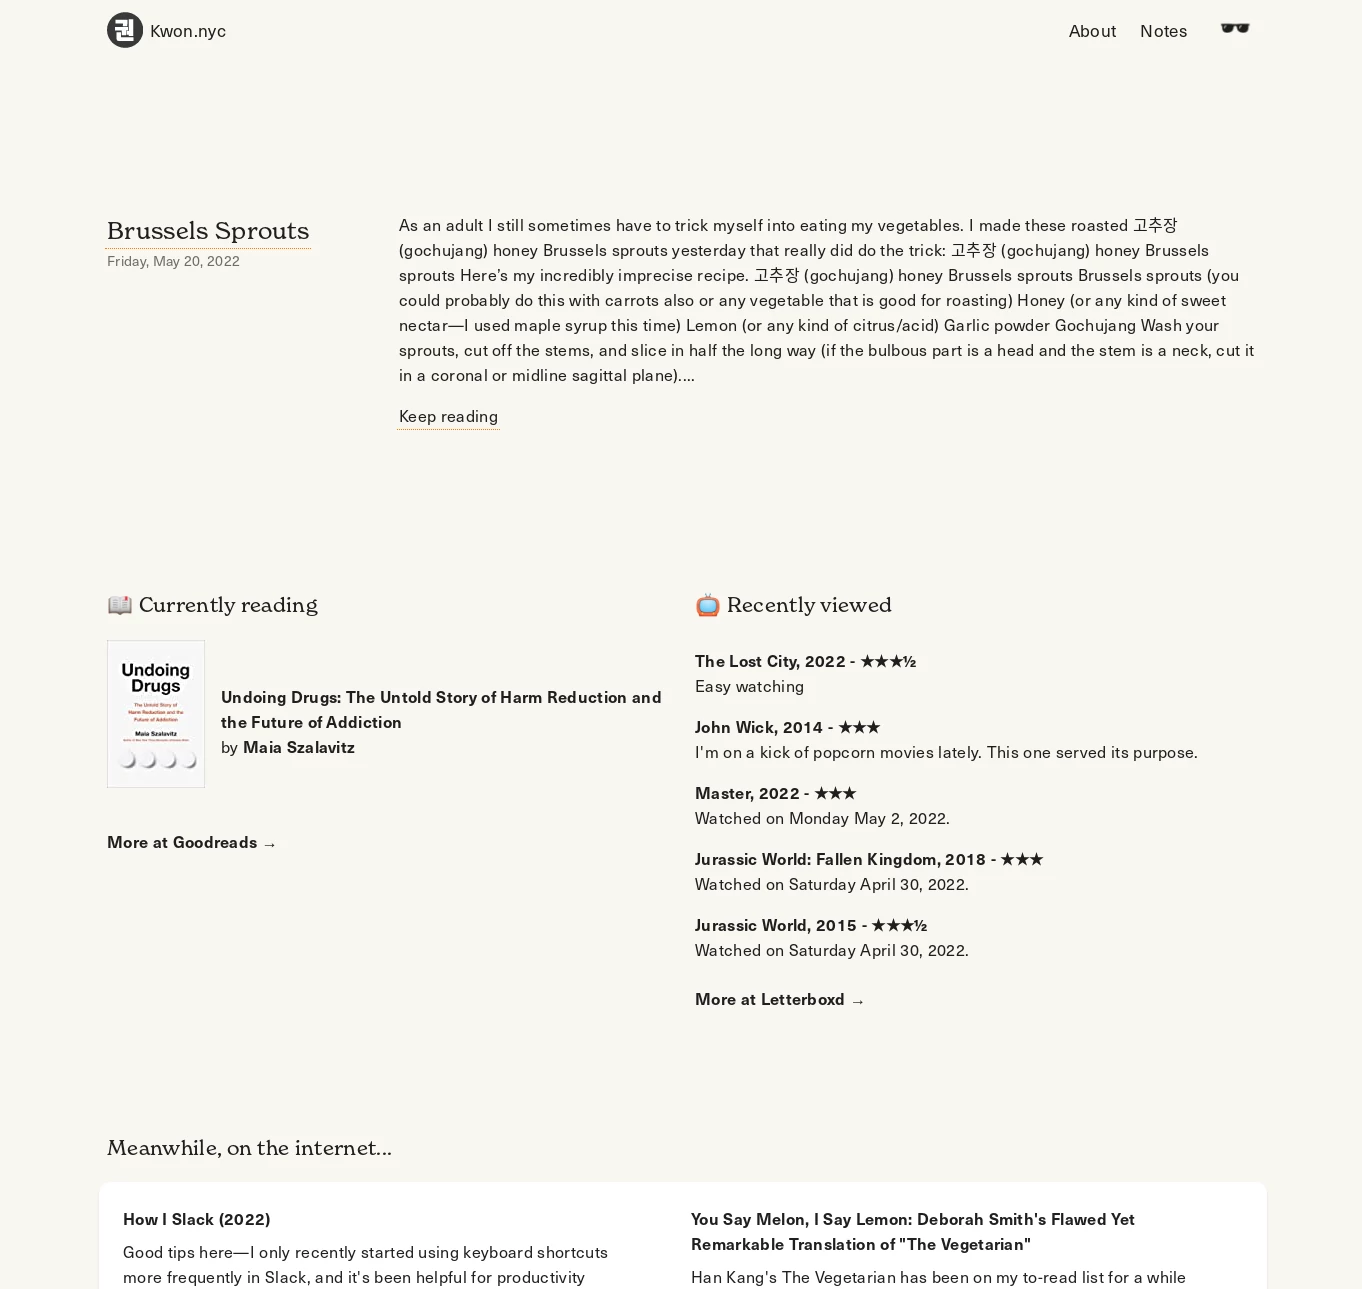 권
Kwon.nyc
About
Notes
Brussels Sprouts
Friday, May 20, 2022
As an adult I still sometimes have to trick myself into eating my vegetables. I made these roasted 고추장
(gochujang) honey Brussels sprouts yesterday that really did do the trick: 고추장 (gochujang) honey Brussels
sprouts Here’s my incredibly imprecise recipe. 고추장 (gochujang) honey Brussels sprouts Brussels sprouts (you
could probably do this with carrots also or any vegetable that is good for roasting) Honey (or any kind of sweet
nectar—I used maple syrup this time) Lemon (or any kind of citrus/acid) Garlic powder Gochujang Wash your
sprouts, cut off the stems, and slice in half the long way (if the bulbous part is a head and the stem is a neck, cut it
in a coronal or midline sagittal plane).…
Keep reading
📖 Currently reading
Undoing
Drugs
The Untold Story of
Harm Reduction and the
Future of Addiction
Maia Szalavitz
Undoing Drugs: The Untold Story of Harm Reduction and
the Future of Addiction
by Maia Szalavitz
More at Goodreads →
📺 Recently viewed
The Lost City, 2022 - ★★★½
Easy watching
John Wick, 2014 - ★★★
I'm on a kick of popcorn movies lately. This one served its purpose.
Master, 2022 - ★★★
Watched on Monday May 2, 2022.
Jurassic World: Fallen Kingdom, 2018 - ★★★
Watched on Saturday April 30, 2022.
Jurassic World, 2015 - ★★★½
Watched on Saturday April 30, 2022.
More at Letterboxd →
Meanwhile, on the internet...
How I Slack (2022)
Good tips here—I only recently started using keyboard shortcuts
more frequently in Slack, and it's been helpful for productivity
You Say Melon, I Say Lemon: Deborah Smith's Flawed Yet
Remarkable Translation of "The Vegetarian"
Han Kang's The Vegetarian has been on my to-read list for a while